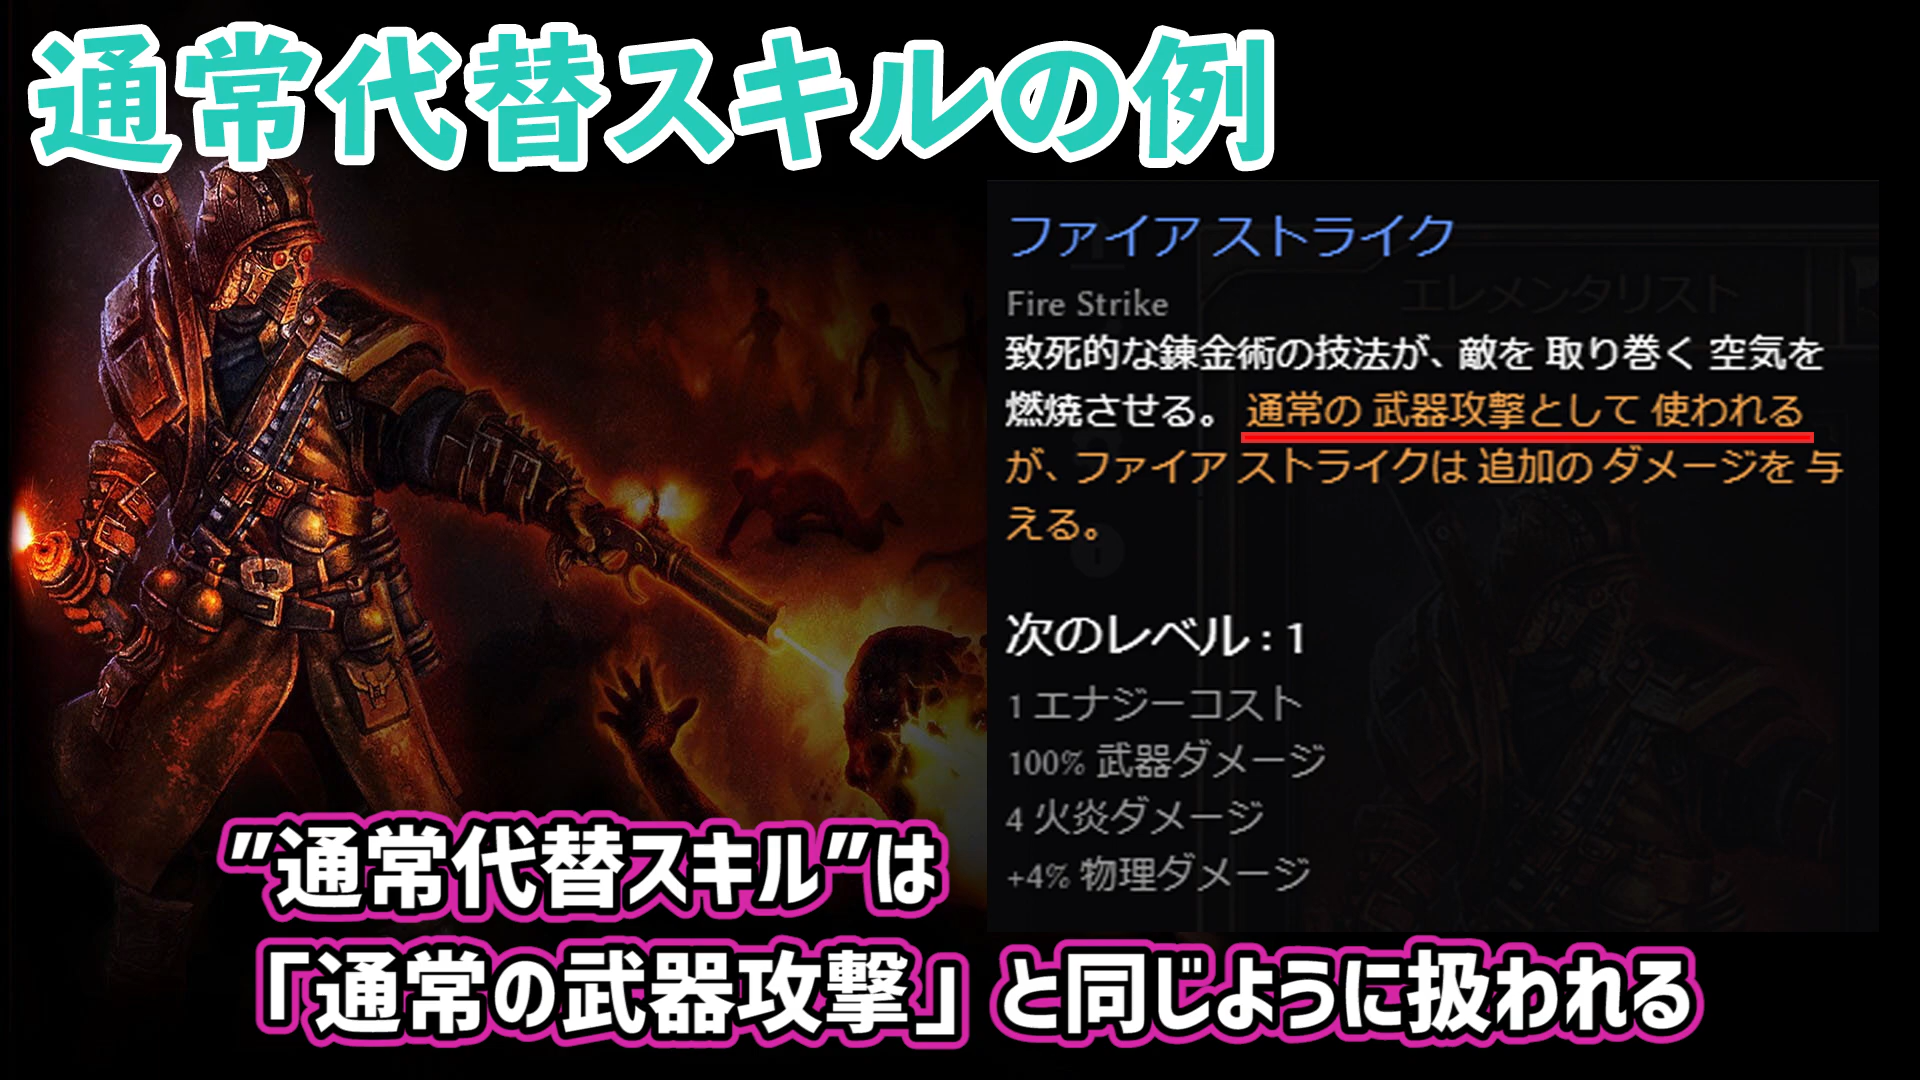 通常代替スキルの例
ファイア ストライク
エレメンタリスト
Fire Strike
致死的な錬金術の技法が、敵を 取り巻く 空気を
燃焼させる。 通常の 武器攻撃として 使われる
が、ファイア ストライクは 追加の ダメージを 与
える。
次のレベル : 1
1 エナジーコスト
100% 武器ダメージ
4 火炎ダメージ
+4% 物理ダメージ
"通常代替スキル"は
「通常の武器攻撃」と同じように扱われる